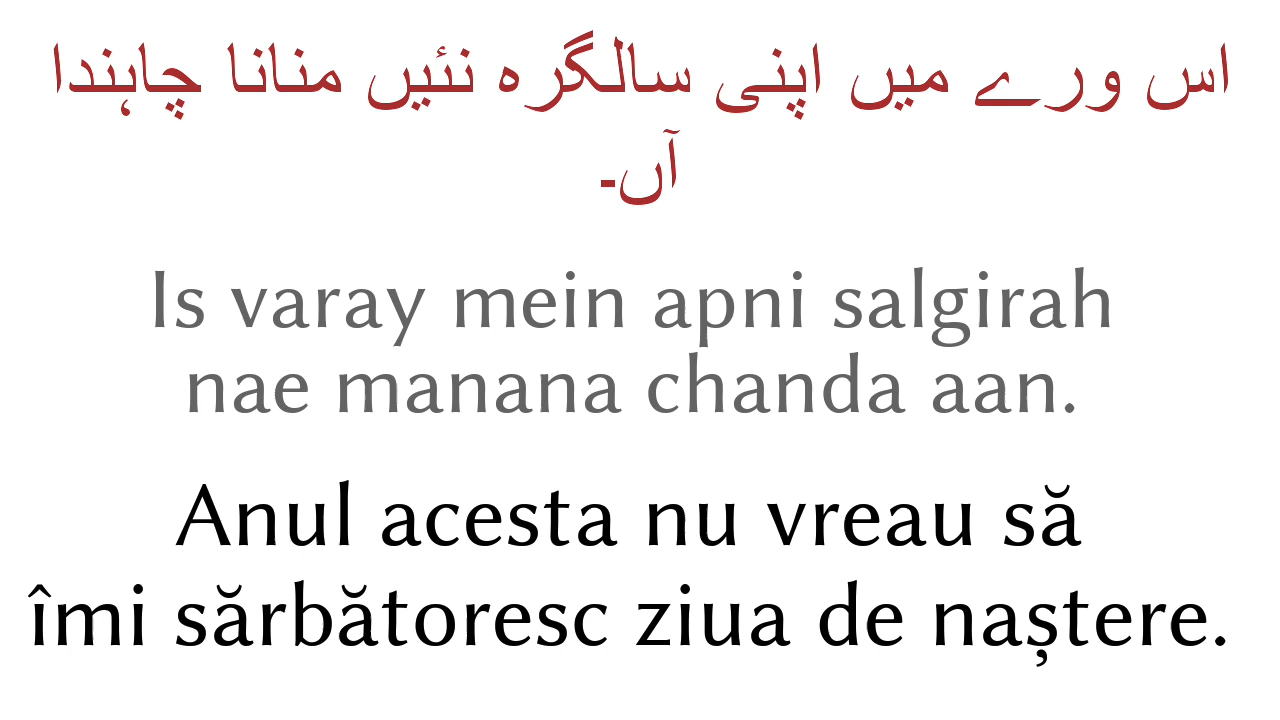 اس ورے میں اپنی سالگرہ نئیں منانا چاہندا
آں۔
Is varay mein apni salgirah
nae manana chanda aan.
Anul acesta nu vreau să
îmi sărbătoresc ziua de naștere.